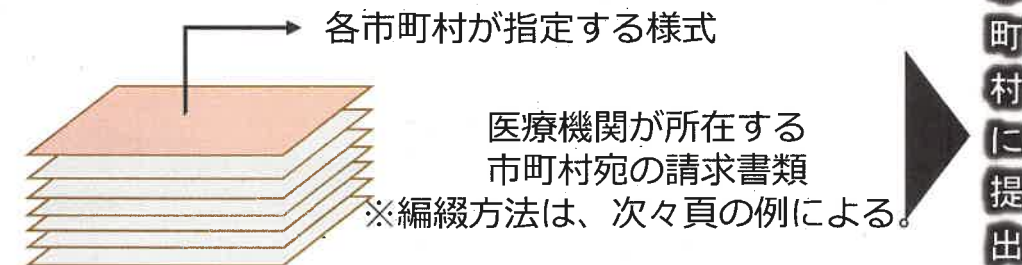 各市町村が指定する様式
医療機関が所在する
市町村宛の請求書類
※編綴方法は、次々頁の例による。
町村に提出